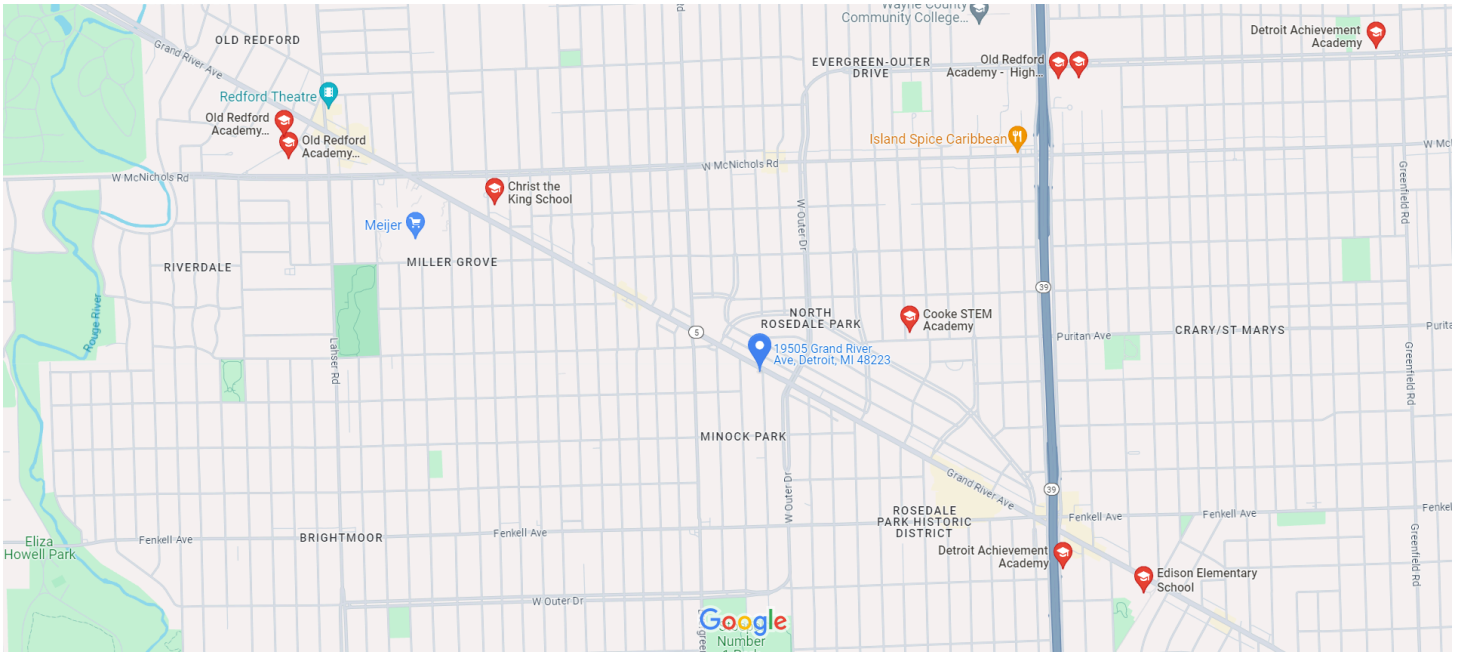 Wayne County
Community College...
OLD REDFORD
Grand River Ave
Detroit Achievement
Academy
EVERGREEN-OUTER
DRIVE
Old Redford
Academy - High...
Redford Theatre
Old Redford
Academy...
Old Redford
Academy...
Island Spice Caribbean
W McNichols Rd
W McNichols Rd
W McN
Christ the
King School
Greenfield Rd
W Outer Dr
Meijer
MILLER GROVE
RIVERDALE
39
Rouge River
NORTH
ROSEDALE PARK
Cooke STEM
Academy
5
Puritan Ave
CRARY/ST MARYS
Lahser Rd
19505 Grand River
Ave, Detroit, MI 48223
Greenfield Rd
MINOCK PARK
Grand River Ave
39
W Outer Dr
ROSEDALE
PARK HISTORIC
DISTRICT
Fenkell Ave
Fenkell Ave
Fenkell Ave
Fenkell Ave
BRIGHTMOOR
Eliza
Howell Park
Greenfield Rd
Detroit Achievement
Academy
Edison Elementary
School
W Outer Dr
Google
Number